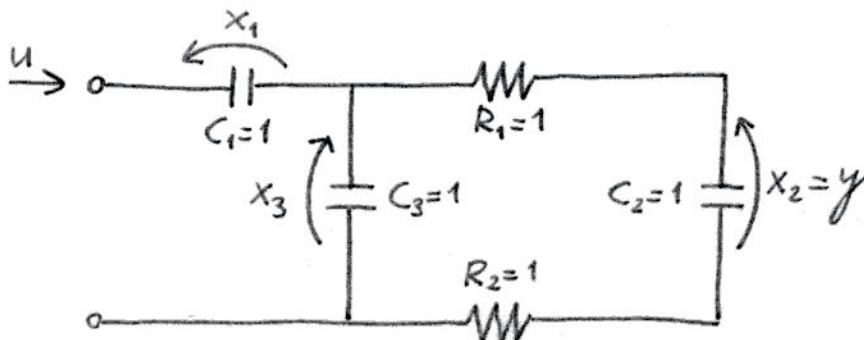 u
x₁
C₁=1
R₁=1
x₃
C₃=1
C₂=1
x₂=y
R₂=1